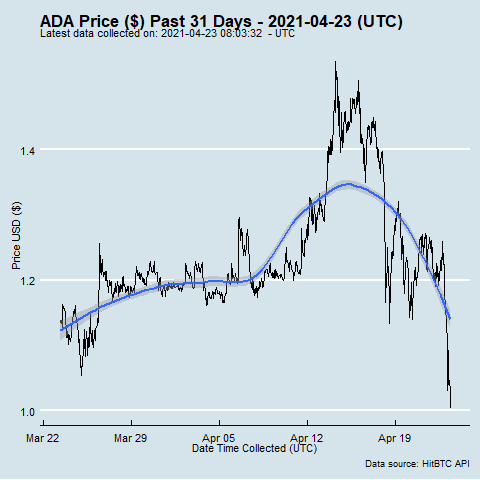 ADA Price ($) Past 31 Days - 2021-04-23 (UTC)
Latest data collected on: 2021-04-23 08:03:32 - UTC
1.4
1.2
1.0
Price USD ($)
Mar 22 Mar 29 Apr 05 Apr 12 Apr 19
Date Time Collected (UTC)
Data source: HitBTC API